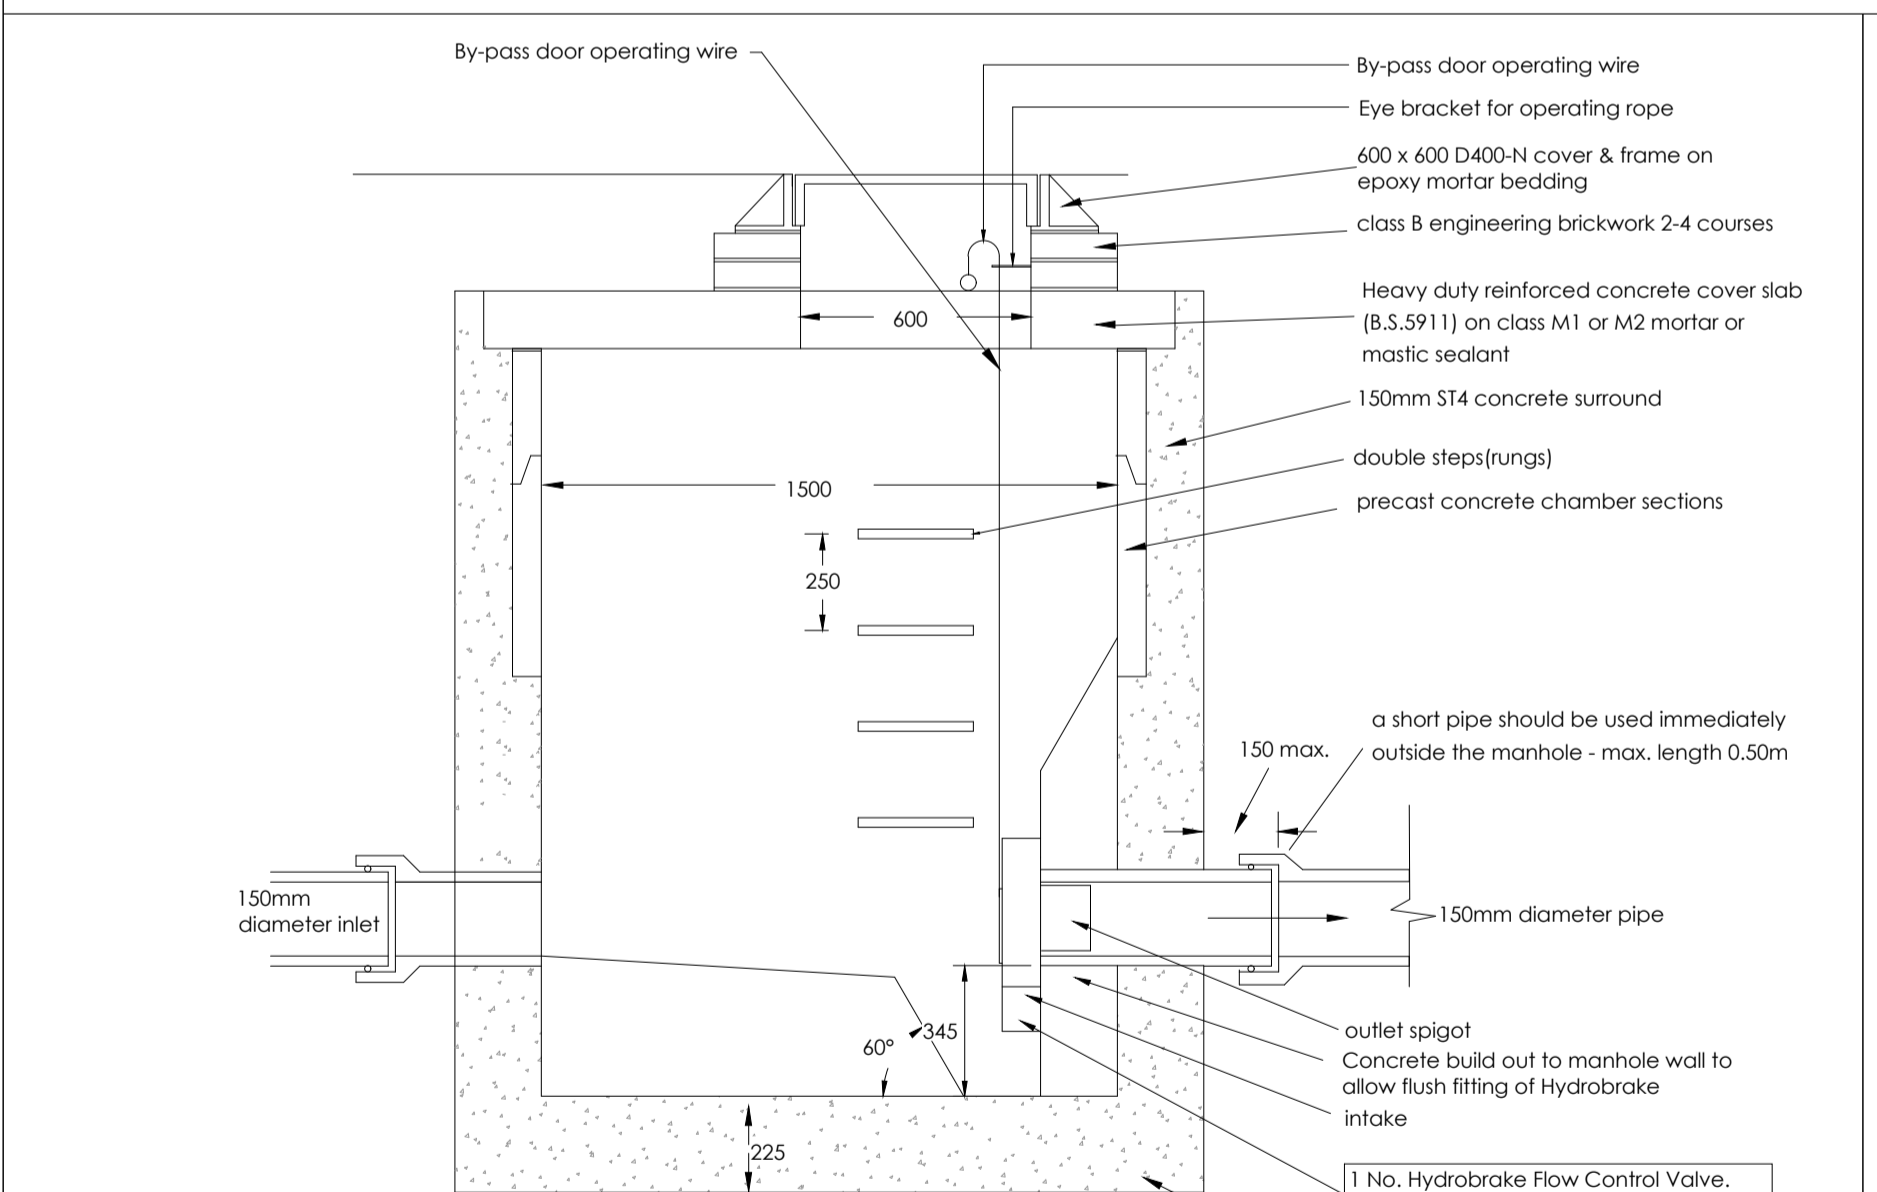 By-pass door operating wire
By-pass door operating wire
Eye bracket for operating rope
600 x 600 D400-N cover & frame on
epoxy mortar bedding
class B engineering brickwork 2-4 courses
Heavy duty reinforced concrete cover slab
(B.S.5911) on class M1 or M2 mortar or
mastic sealant
600
150mm ST4 concrete surround
double steps(rungs)
1500
precast concrete chamber sections
250
a short pipe should be used immediately
outside the manhole - max. length 0.50m
150 max.
150mm
diameter inlet
150mm diameter pipe
345
60°
outlet spigot
Concrete build out to manhole wall to
allow flush fitting of Hydrobrake
intake
225
1 No. Hydrobrake Flow Control Valve.